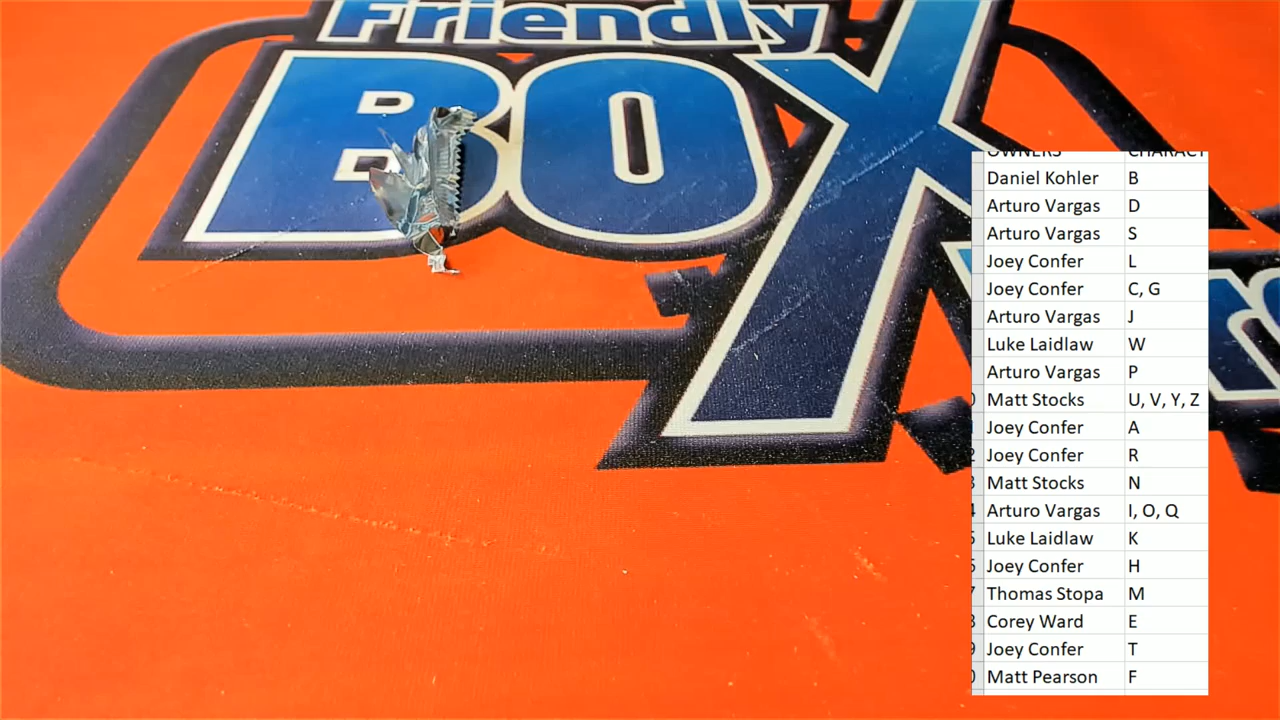 Friendly
BOX
OWNERS CHARACT
Daniel Kohler B
Arturo Vargas D
Arturo Vargas S
Joey Confer L
Joey Confer C, G
Arturo Vargas J
Luke Laidlaw W
Arturo Vargas P
Matt Stocks U, V, Y, Z
Joey Confer A
Joey Confer R
Matt Stocks N
Arturo Vargas I, O, Q
Luke Laidlaw K
Joey Confer H
Thomas Stopa M
Corey Ward E
Joey Confer T
Matt Pearson F